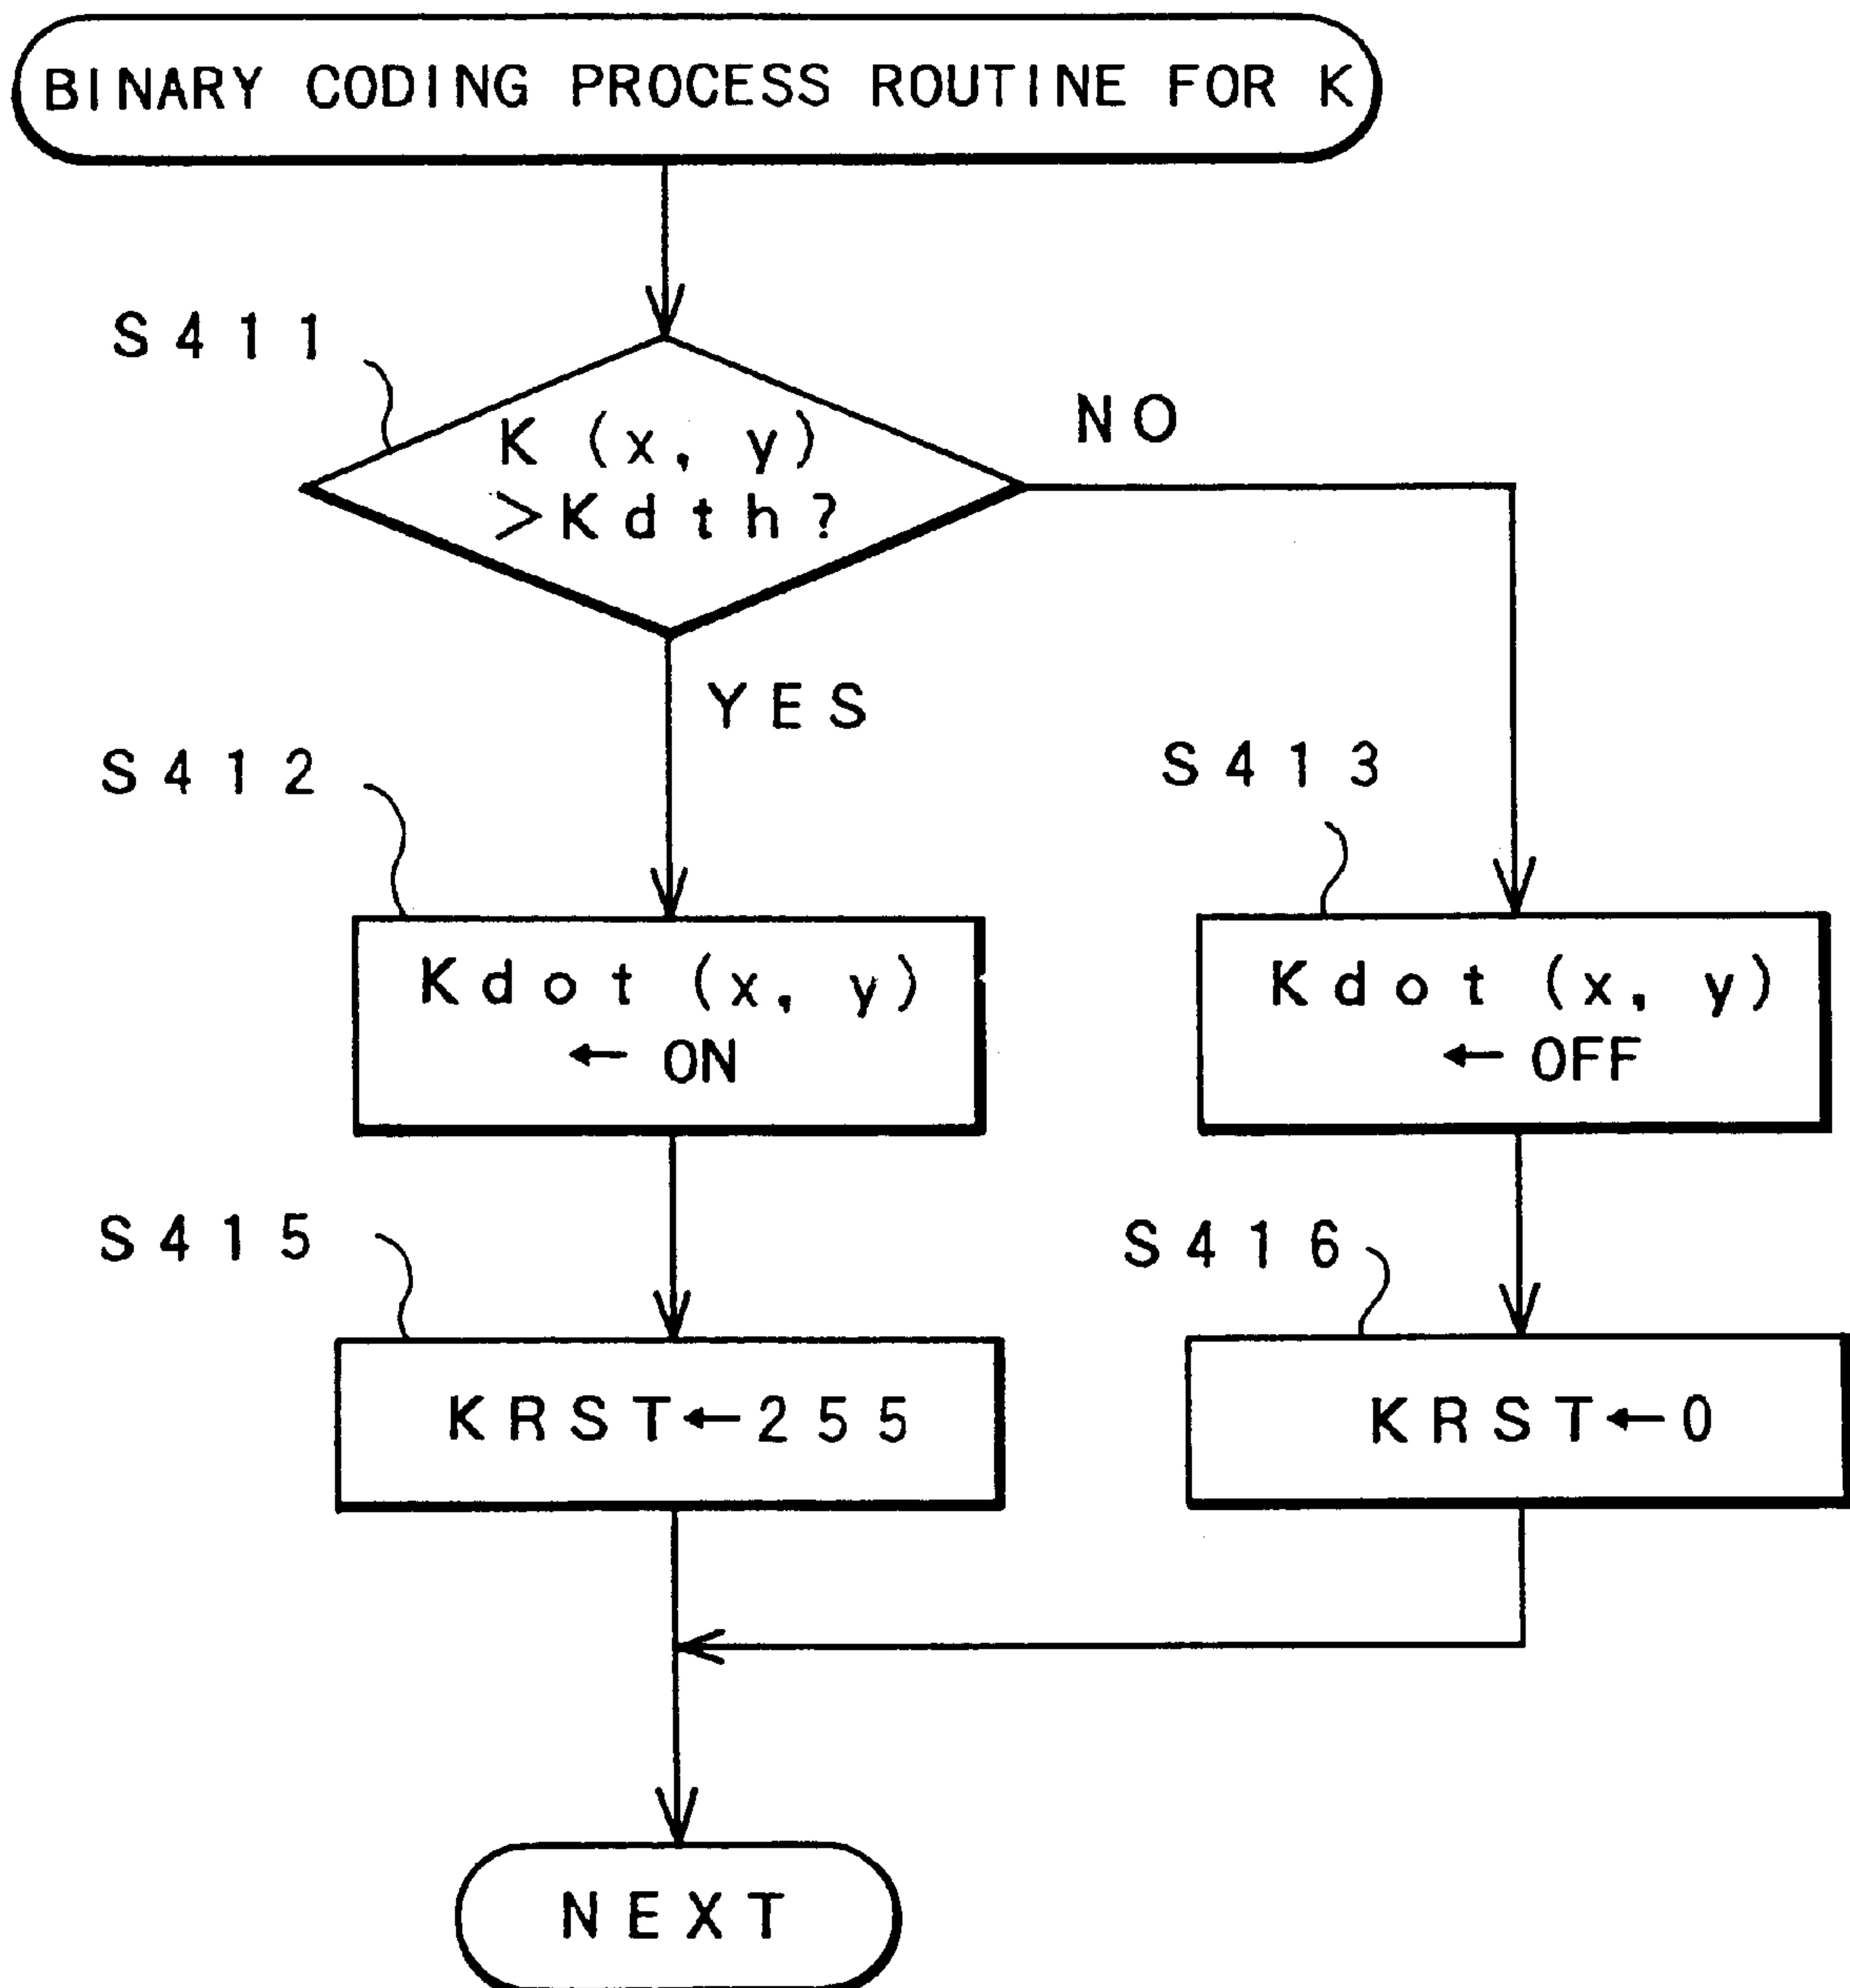 BINARY CODING PROCESS ROUTINE FOR K
S411
K (x, y)
>Kdth?
NO
YES
S412
S413
Kdot (x, y)
← ON
Kdot (x, y)
← OFF
S415
S416
KRST←255
KRST←0
NEXT